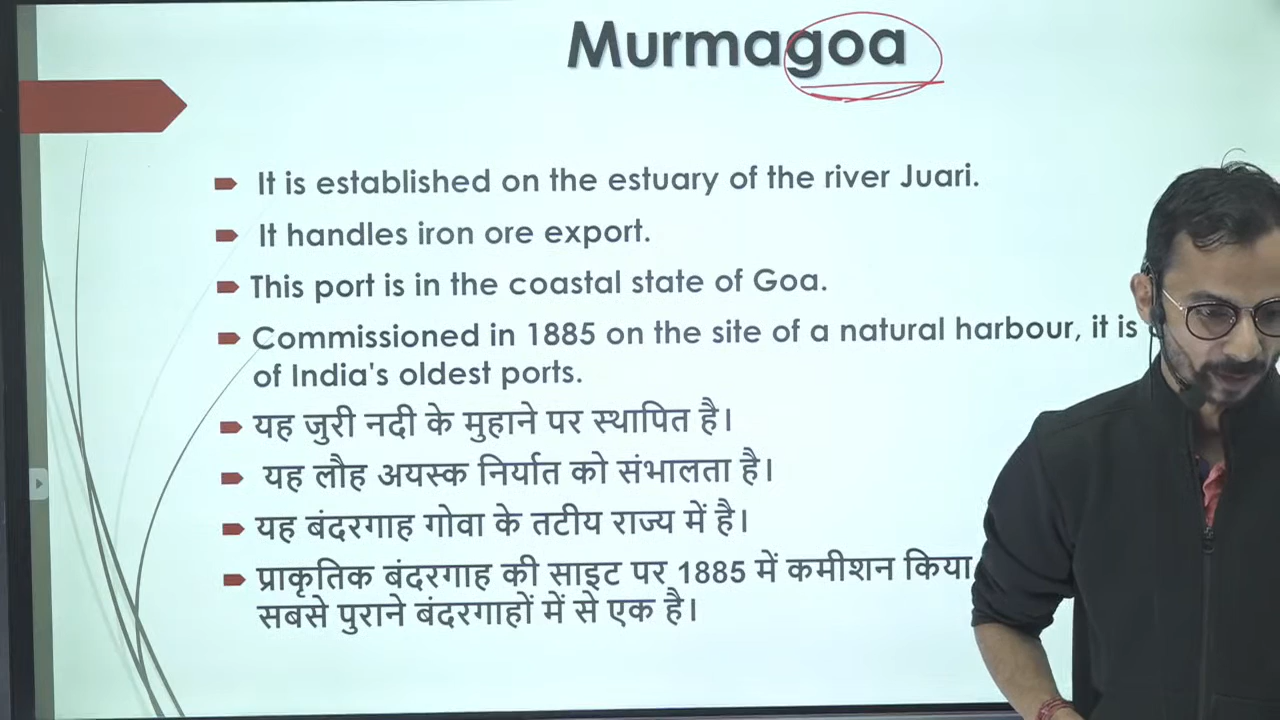 Murmagoa
It is established on the estuary of the river Juari.
It handles iron ore export.
This port is in the coastal state of Goa.
Commissioned in 1885 on the site of a natural harbour, it is
of India's oldest ports.
यह जुरी नदी के मुहाने पर स्थापित है।
यह लौह अयस्क निर्यात को संभालता है।
यह बंदरगाह गोवा के तटीय राज्य में है।
प्राकृतिक बंदरगाह की साइट पर 1885 में कमीशन किया
सबसे पुराने बंदरगाहों में से एक है।